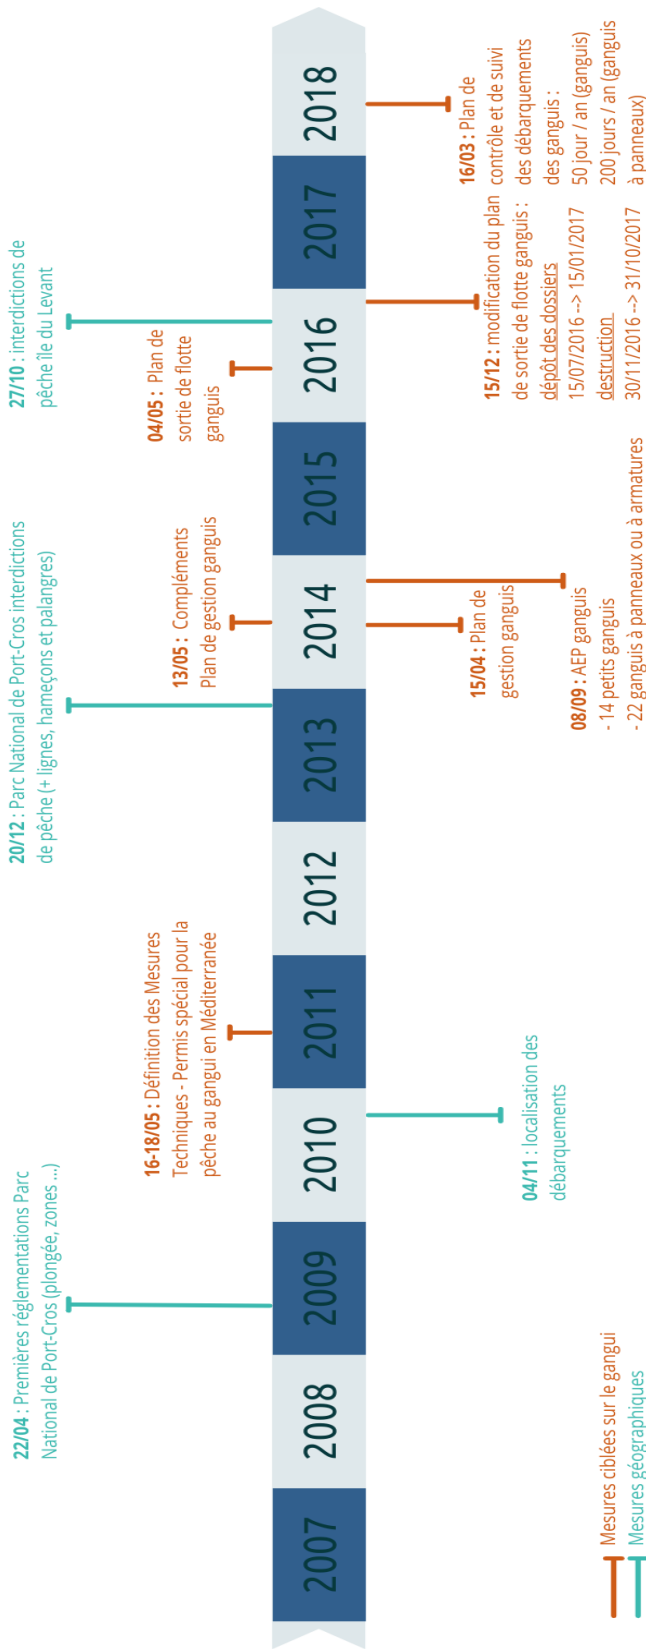 22/04 : Premières réglementations Parc
National de Port-Cros (plongée, zones ...)
20/12 : Parc National de Port-Cros interdictions
de pêche (+ lignes, hameçons et palangres)
27/10 : interdictions de
pêche île du Levant
16-18/05 : Définition des Mesures
Techniques - Permis spécial pour la
pêche au gangui en Méditerranée
13/05 : Compléments
Plan de gestion ganguis
04/05 : Plan de
sortie de flotte
ganguis
2007
2008
2009
2010
2011
2012
2013
2014
2015
2016
2017
2018
04/11 : localisation des
débarquements
15/04 : Plan de
gestion ganguis
08/09 : AEP ganguis
- 14 petits ganguis
- 22 ganguis à panneaux ou à armatures
15/12 : modification du plan
de sortie de flotte ganguis :
dépôt des dossiers
15/07/2016 --> 15/01/2017
destruction
30/11/2016 --> 31/10/2017
16/03 : Plan de
contrôle et de suivi
des débarquements
des ganguis :
50 jour / an (ganguis)
200 jours / an (ganguis
à panneaux)
Mesures ciblées sur le gangui
Mesures géographiques